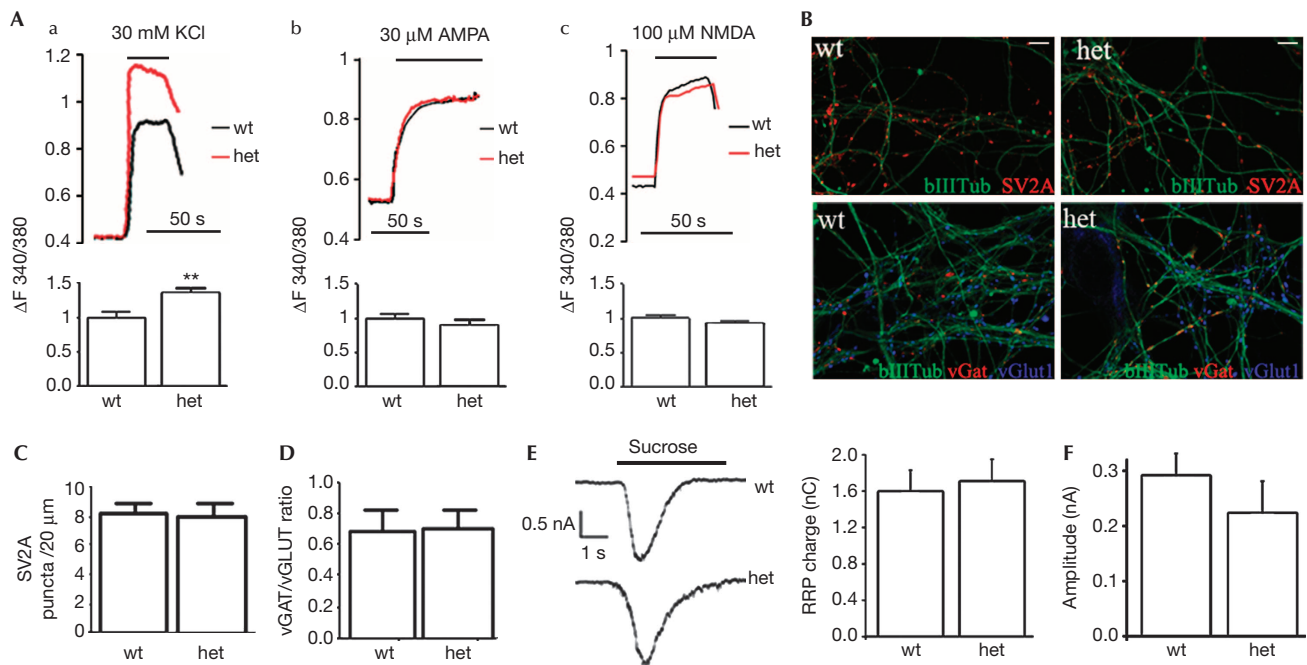 A
a
30 mM KCl
1.2
1
0.8
0.6
0.4
wt
het
50 s
ΔF 340/380
**
1.5
1
0.5
0.0
wt
het
b
30 µM AMPA
1
0.8
0.6
0.4
wt
het
50 s
ΔF 340/380
1.5
1
0.5
0.0
wt
het
c
100 µM NMDA
1
0.8
0.6
0.4
0.2
wt
het
50 s
ΔF 340/380
1.5
1
0.5
0.0
wt
het
B
wt
bIIITub SV2A
het
bIIITub SV2A
wt
bIIITub vGat vGlut1
het
bIIITub vGat vGlut1
C
SV2A
puncta /20 µm
10
8
6
4
2
0
wt
het
D
vGAT/vGLUT ratio
1.0
0.8
0.6
0.4
0.2
0.0
wt
het
E
Sucrose
wt
0.5 nA
1 s
het
RRP charge (nC)
2.0
1.6
1.2
0.8
0.4
0.0
wt
het
F
Amplitude (nA)
0.3
0.2
0.1
0.0
wt
het